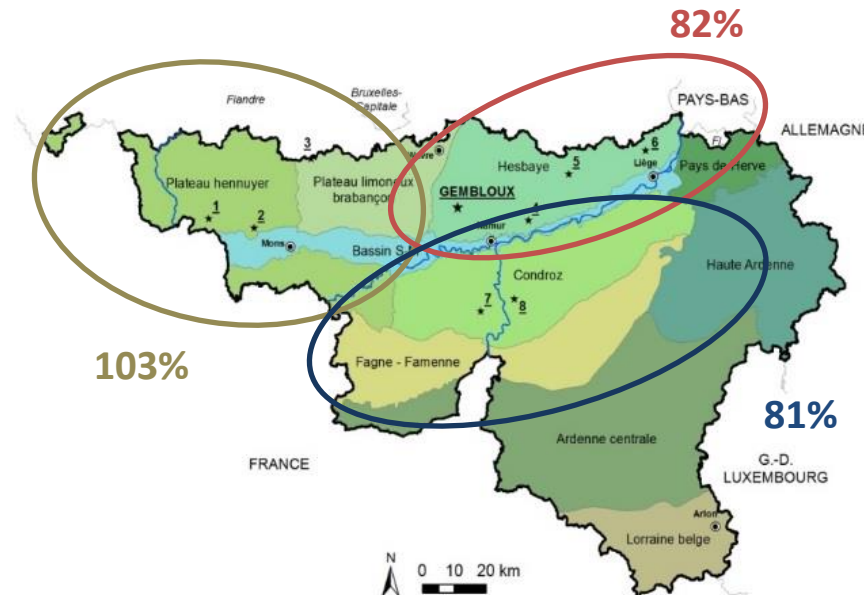 82%
Flandre
Bruxelles-
Capitale
PAYS-BAS
ALLEMAGNE
3
6
5
Hesbaye
Liège
Pays de Herve
Plateau hennuyer
Plateau limoneux
brabançon
GEMBLOUX
1
2
4
Mons
Namur
Bassin S.M
Condroz
Haute Ardenne
7
8
103%
Fagne - Famenne
81%
Ardenne centrale
FRANCE
G.-D.
LUXEMBOURG
Arlon
Lorraine belge
N
0 10 20 km